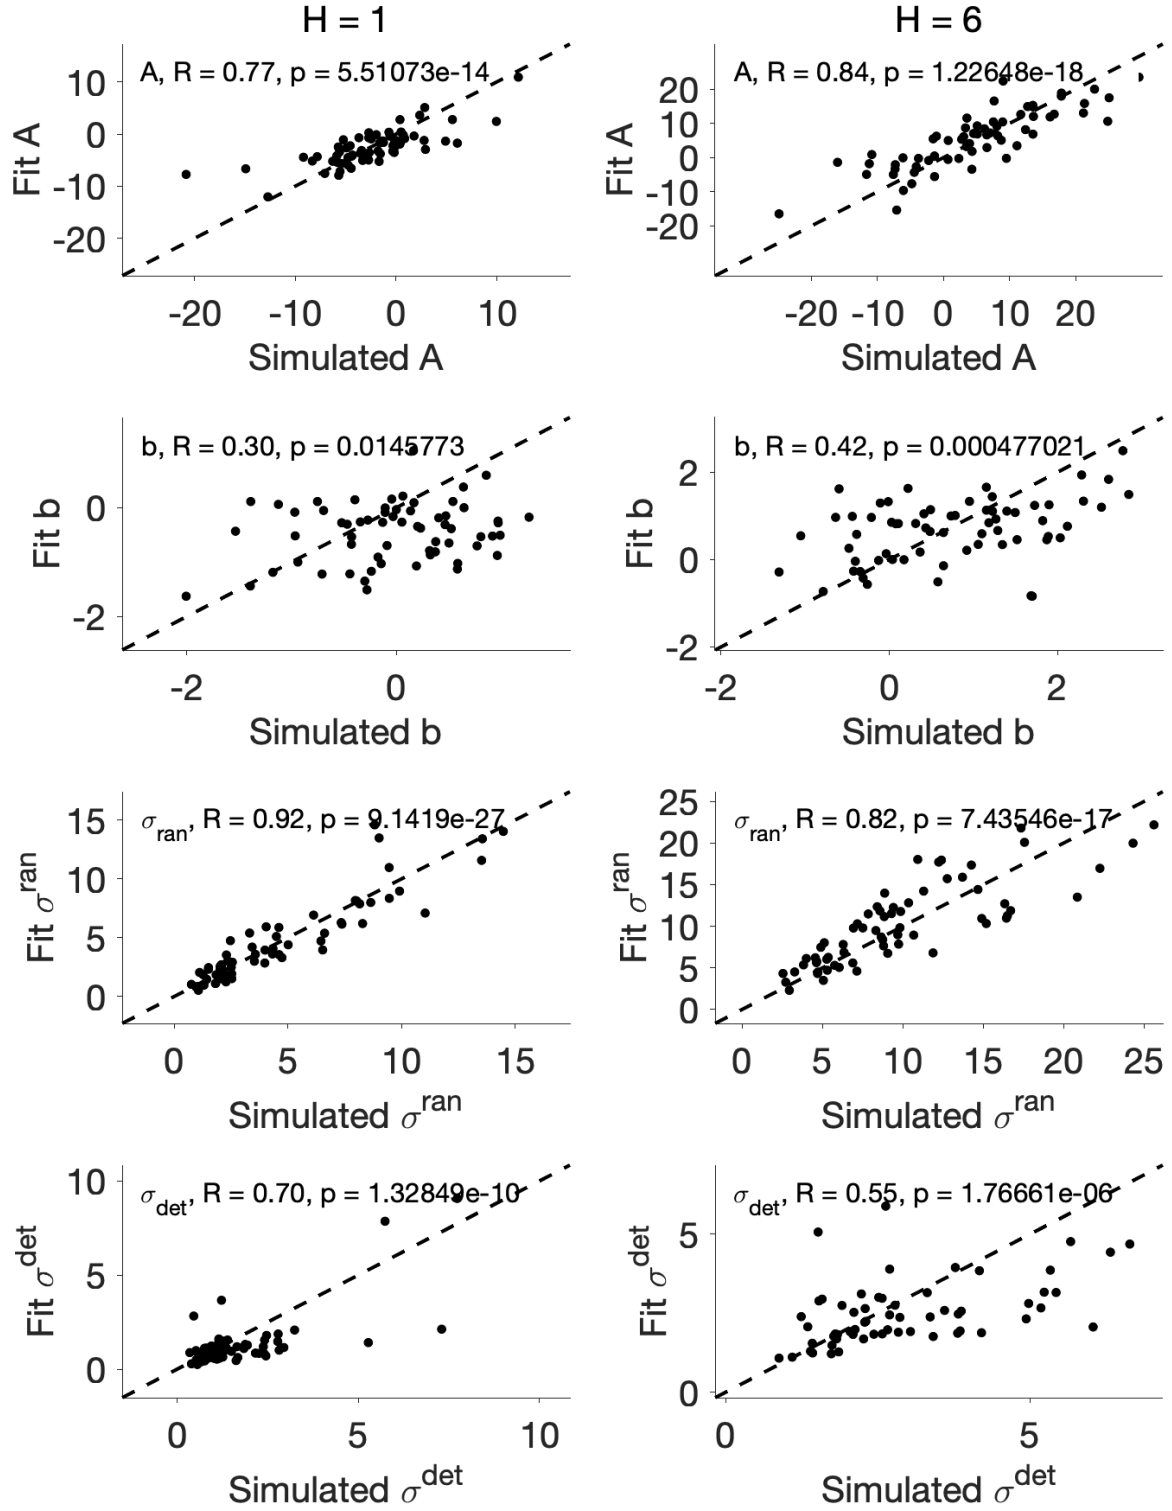 H = 1
H = 6
A, R = 0.77, p = 5.51073e-14
10
0
-10
-20
Fit A
-20 -10 0 10
Simulated A
A, R = 0.84, p = 1.22648e-18
20
10
0
-10
-20
Fit A
-20 -10 0 10 20
Simulated A
b, R = 0.30, p = 0.0145773
0
-2
Fit b
-2 0
Simulated b
b, R = 0.42, p = 0.000477021
2
0
-2
Fit b
-2 0 2
Simulated b
σran, R = 0.92, p = 9.1419e-27
15
10
5
0
Fit σran
0 5 10 15
Simulated σran
σran, R = 0.82, p = 7.43546e-17
25
20
15
10
5
0
Fit σran
0 5 10 15 20 25
Simulated σran
σdet, R = 0.70, p = 1.32849e-10
10
5
0
Fit σdet
0 5 10
Simulated σdet
σdet, R = 0.55, p = 1.76661e-06
5
0
Fit σdet
0 5
Simulated σdet